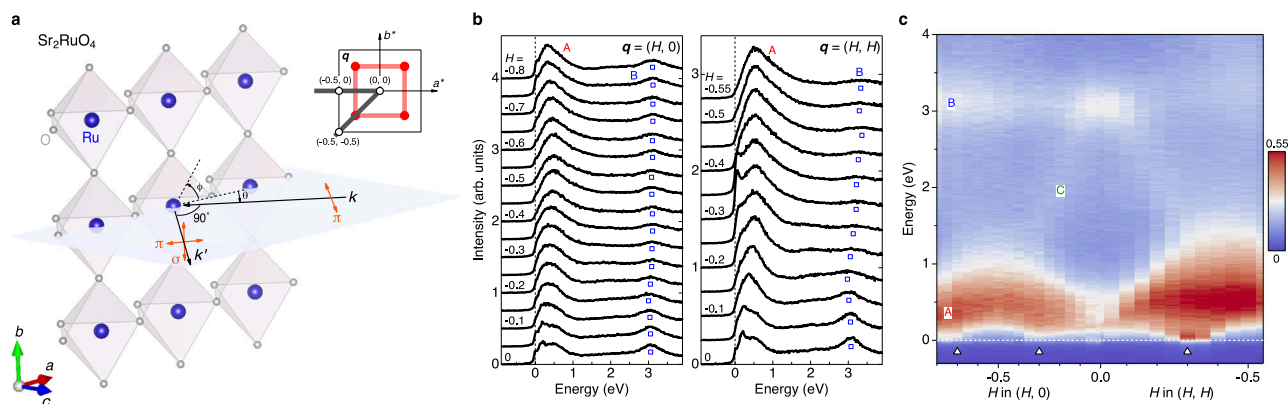 a
Sr₂RuO₄
b*
q
(-0.5, 0)
(0,0)
a*
(-0.5, -0.5)
O
Ru
ϕ
θ
k
90°
π
π
σ
k'
b
a
c
b
Intensity (arb. units)
4
3
2
1
0
A
q = (H, 0)
H =
B
-0.8
-0.7
-0.6
-0.5
-0.4
-0.3
-0.2
-0.1
0
0
1
2
3
Energy (eV)
3
2
1
0
A
q = (H, H)
H =
B
-0.55
-0.5
-0.4
-0.3
-0.2
-0.1
0
0
1
2
3
Energy (eV)
c
Energy (eV)
4
3
2
1
0
B
C
A
-0.5
0.0
-0.5
H in (H, 0)
H in (H, H)
0.55
0